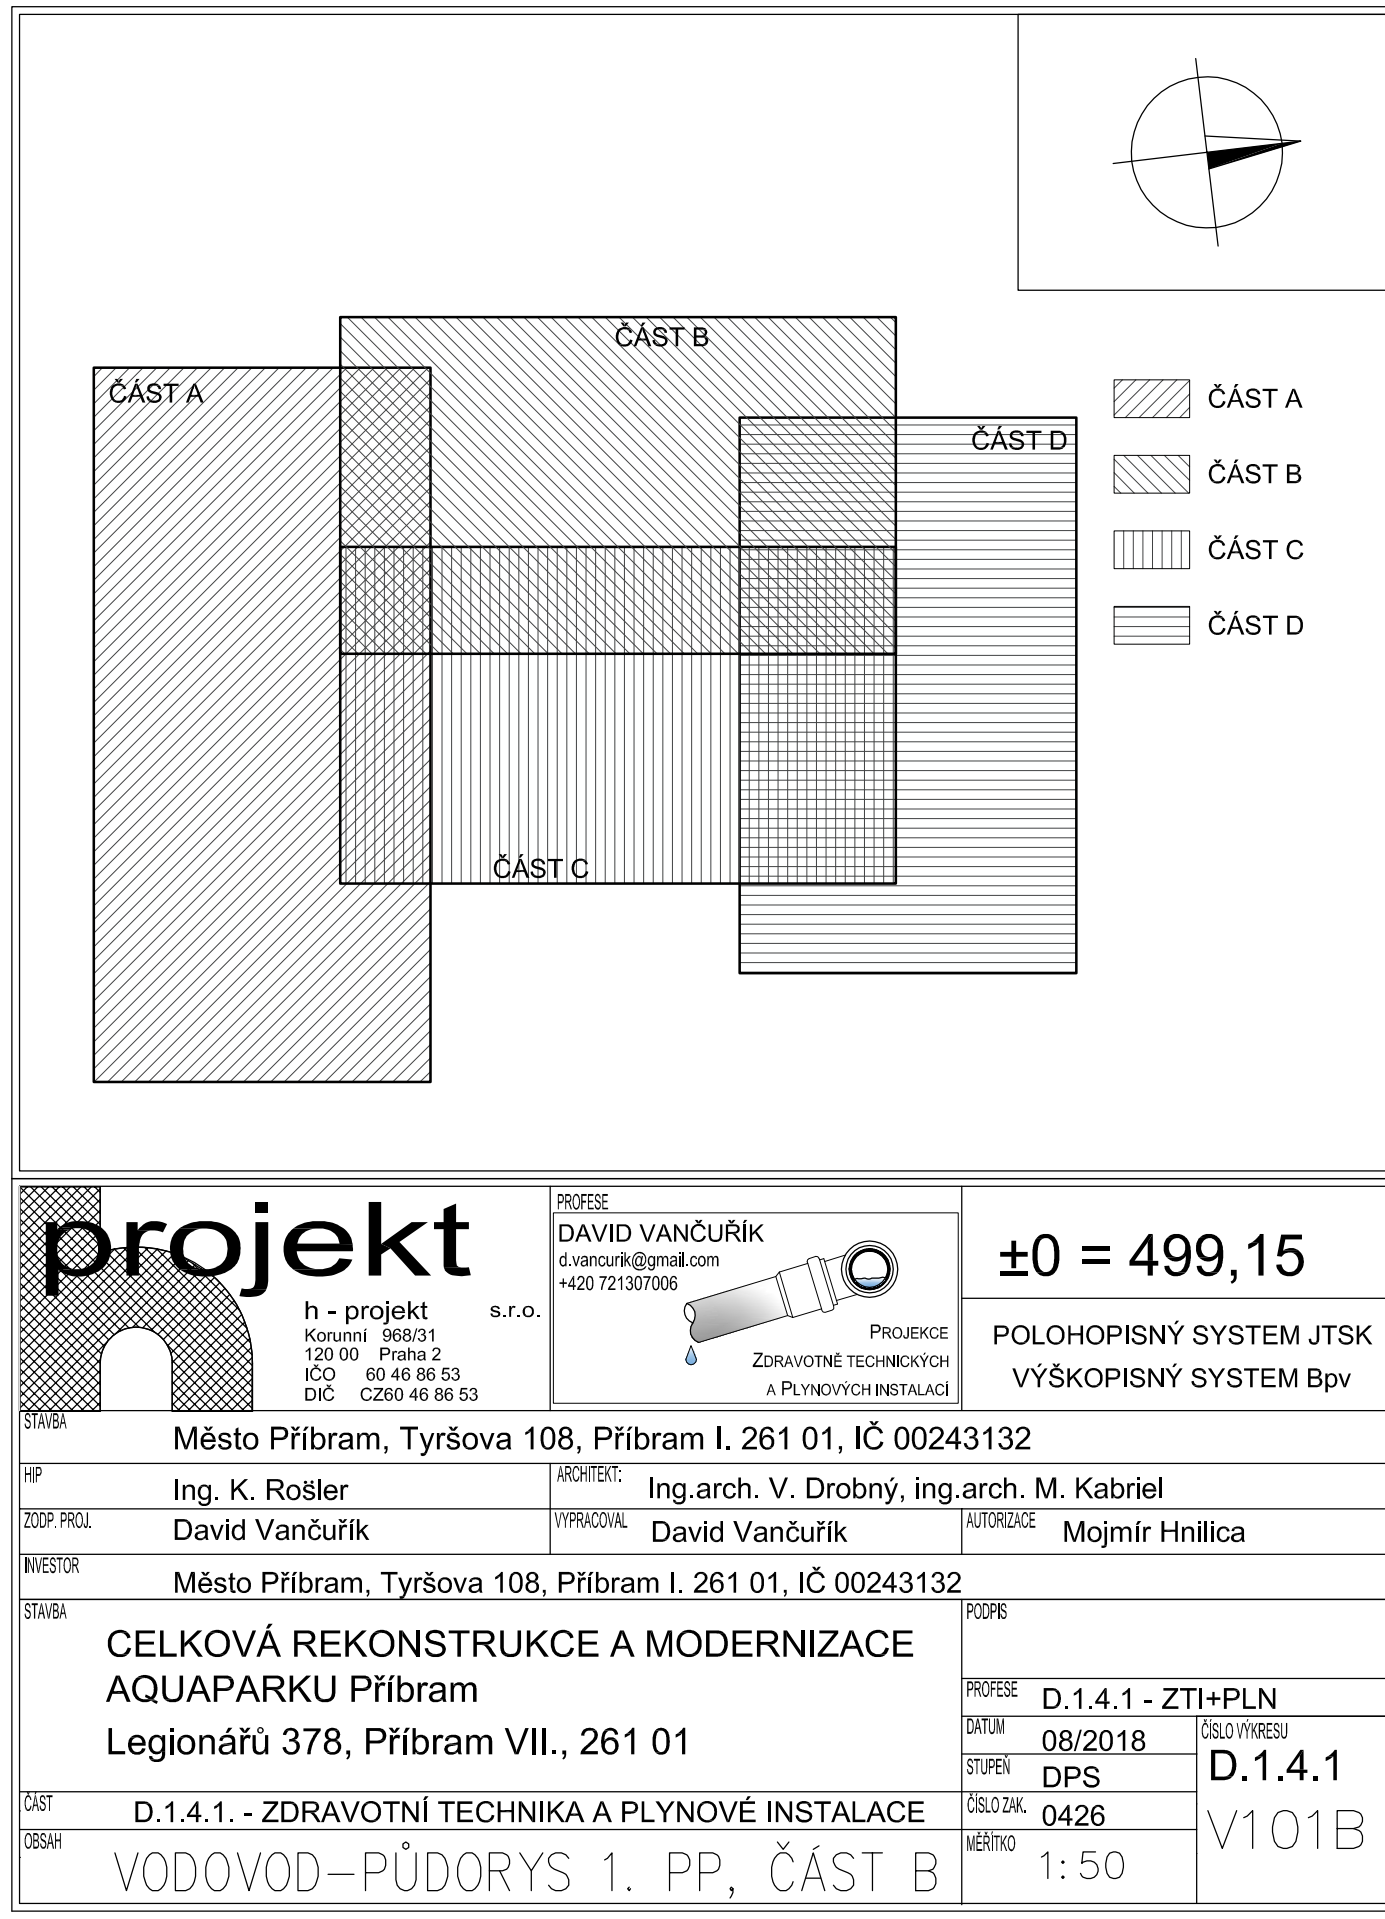 ČÁST B
ČÁST A
ČÁST D
ČÁST C
ČÁST A
ČÁST B
ČÁST C
ČÁST D
projekt
h - projekt s.r.o.
Korunní 968/31
120 00 Praha 2
IČO 60 46 86 53
DIČ CZ60 46 86 53
PROFESE
DAVID VANČUŘÍK
d.vancurik@gmail.com
+420 721307006
PROJEKCE
ZDRAVOTNĚ TECHNICKÝCH
A PLYNOVÝCH INSTALACÍ
±0 = 499,15
POLOHOPISNÝ SYSTEM JTSK
VÝŠKOPISNÝ SYSTEM Bpv
STAVBA
Město Příbram, Tyršova 108, Příbram I. 261 01, IČ 00243132
HIP
Ing. K. Rošler
ARCHITEKT:
Ing.arch. V. Drobný, ing.arch. M. Kabriel
ZODP. PROJ.
David Vančuřík
VYPRACOVAL
David Vančuřík
AUTORIZACE
Mojmír Hnilica
INVESTOR
Město Příbram, Tyršova 108, Příbram I. 261 01, IČ 00243132
STAVBA
CELKOVÁ REKONSTRUKCE A MODERNIZACE
AQUAPARKU Příbram
Legionářů 378, Příbram VII., 261 01
PODPIS
PROFESE
D.1.4.1 - ZTI+PLN
DATUM
08/2018
STUPEŇ
DPS
ČÍSLO VÝKRESU
D.1.4.1
V101B
ČÁST
D.1.4.1. - ZDRAVOTNÍ TECHNIKA A PLYNOVÉ INSTALACE
ČÍSLO ZAK.
0426
OBSAH
VODOVOD-PŮDORYS 1. PP, ČÁST B
MĚŘÍTKO
1:50